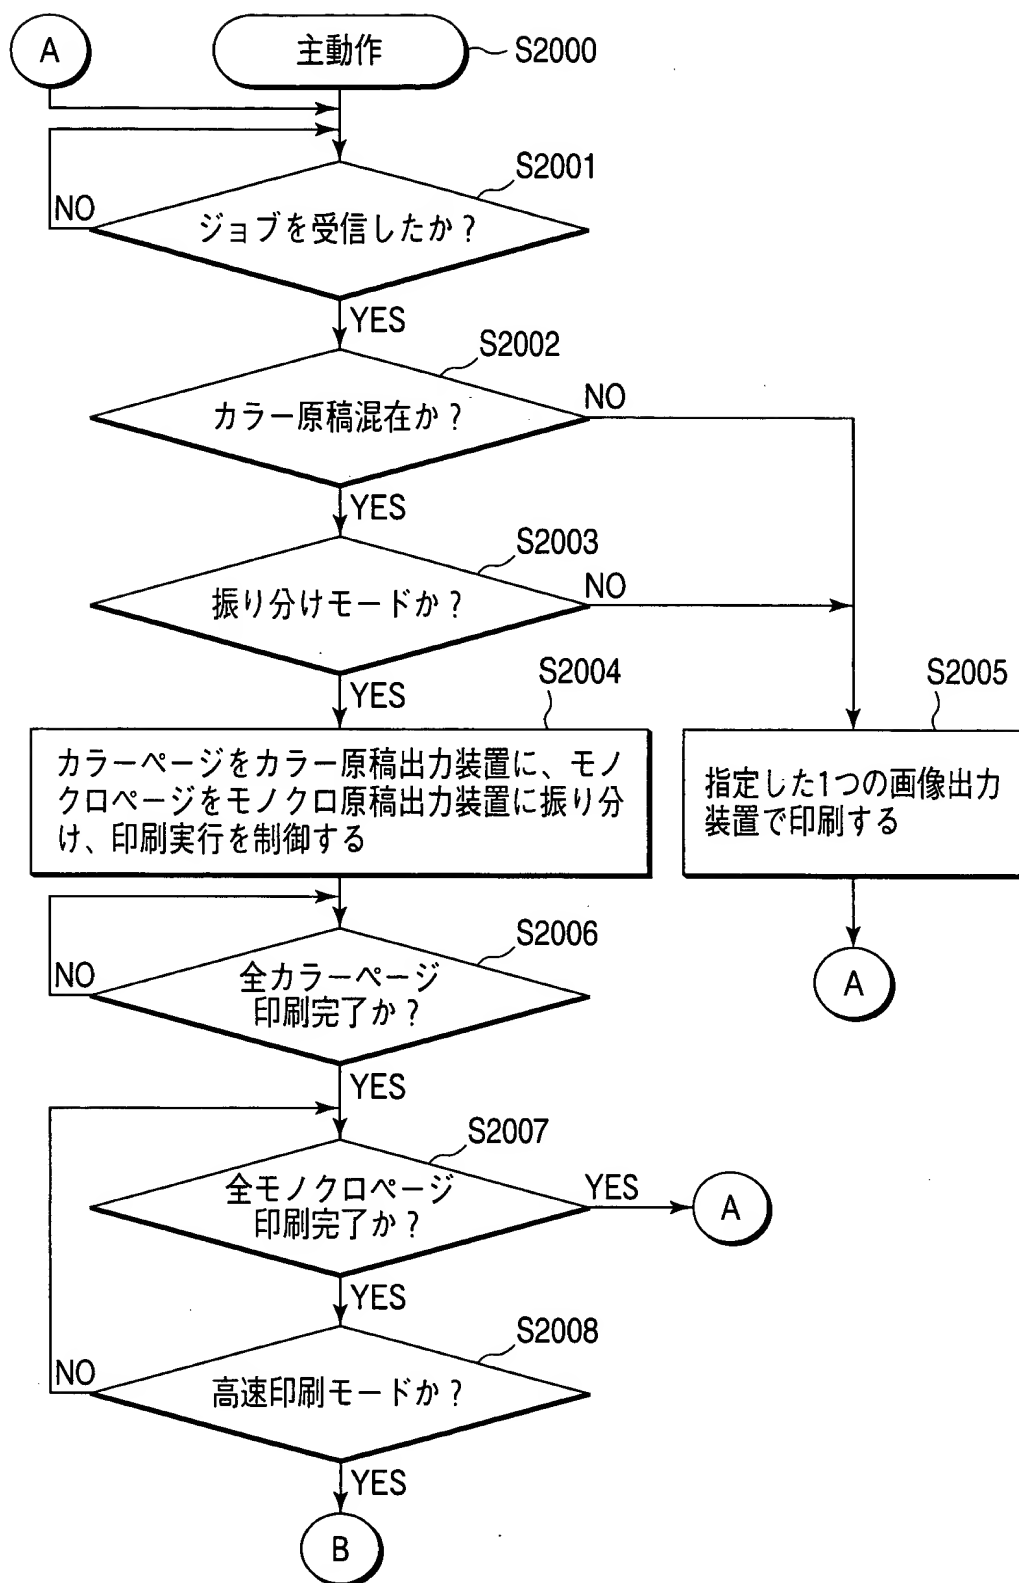 A
主動作
S2000
S2001
NO
ジョブを受信したか？
YES
S2002
カラー原稿混在か？
NO
YES
S2003
振り分けモードか？
NO
YES
S2004
S2005
カラーページをカラー原稿出力装置に、モノ
クロページをモノクロ原稿出力装置に振り分
け、印刷実行を制御する
指定した1つの画像出力
装置で印刷する
S2006
NO
全カラーページ
印刷完了か？
A
YES
S2007
全モノクロページ
印刷完了か？
YES
A
YES
S2008
NO
高速印刷モードか？
YES
B